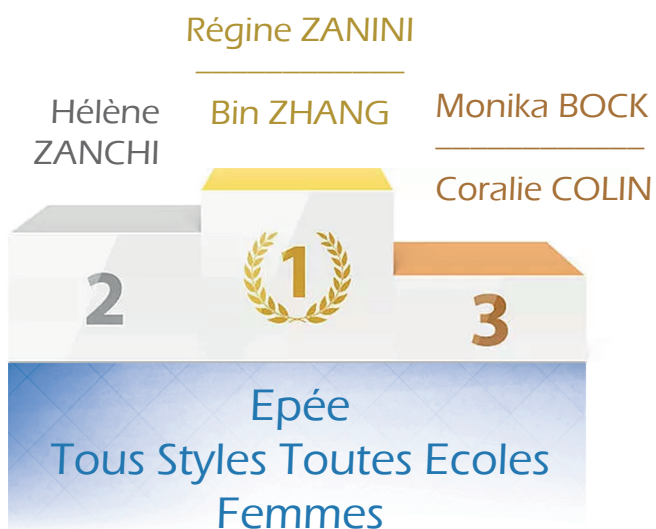 Régine ZANINI
Bin ZHANG
Hélène
ZANCHI
Monika BOCK
Coralie COLIN
1
2
3
Epée
Tous Styles Toutes Ecoles
Femmes